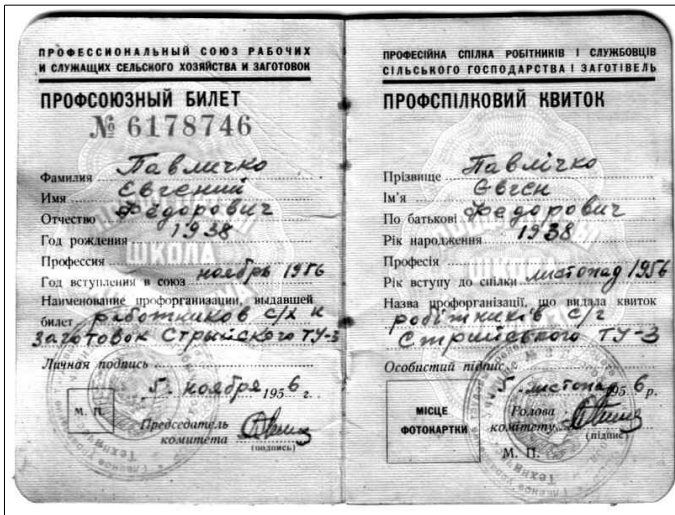 ПРОФЕССИОНАЛЬНЫЙ СОЮЗ РАБОЧИХ
И СЛУЖАЩИХ СЕЛЬСКОГО ХОЗЯЙСТВА И ЗАГОТОВОК
ПРОФСОЮЗНЫЙ БИЛЕТ
№ 6178746
Фамилия Павличко
Имя Євгений
Отчество Федорович
Год рождения 1938
Профессия
Год вступления в союз ноябрь 1956
Наименование профорганизации, выдавшей
билет работников с/х и
заготовок Стрыйского ТУ-3
Личная подпись
5. ноября 1956 г.
М. П.
Председатель
комитета
(подпись)
ШКОЛА
ПРОФЕСІЙНА СПІЛКА РОБІТНИКІВ І СЛУЖБОВЦІВ
СІЛЬСЬКОГО ГОСПОДАРСТВА І ЗАГОТІВЕЛЬ
ПРОФСПІЛКОВИЙ КВИТОК
Прізвище Павлічко
Ім'я Євген
По батькові Федорович
Рік народження 1938
Професія
Рік вступу до спілки листопад 1956
Назва профорганізації, що видала квиток
робітників с/г
Стрийського ТУ-3
Особистий підпис
5. листопад 1956 р.
МІСЦЕ
ФОТОКАРТКИ
Голова
комітету
(підпис)
М. П.
ШКОЛА